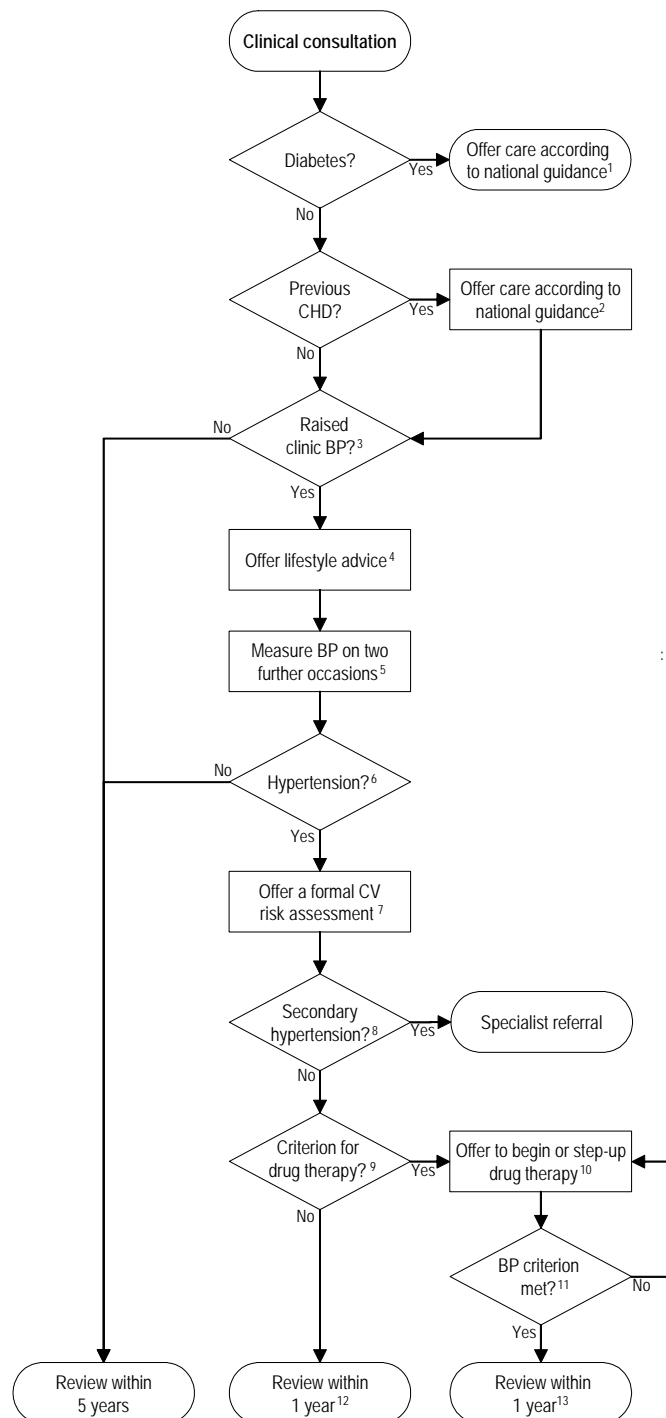 Clinical consultation
Diabetes?
Yes
Offer care according
to national guidance1
No
Previous
CHD?
Yes
Offer care according to
national guidance2
No
No
Raised
clinic BP?3
Yes
Offer lifestyle advice4
Measure BP on two
further occasions5
:
No
Hypertension?6
Yes
Offer a formal CV
risk assessment7
Secondary
hypertension?8
Yes
Specialist referral
No
Criterion for
drug therapy?9
Yes
Offer to begin or step-up
drug therapy10
No
BP criterion
met?11
No
Yes
Review within
5 years
Review within
1 year12
Review within
1 year13